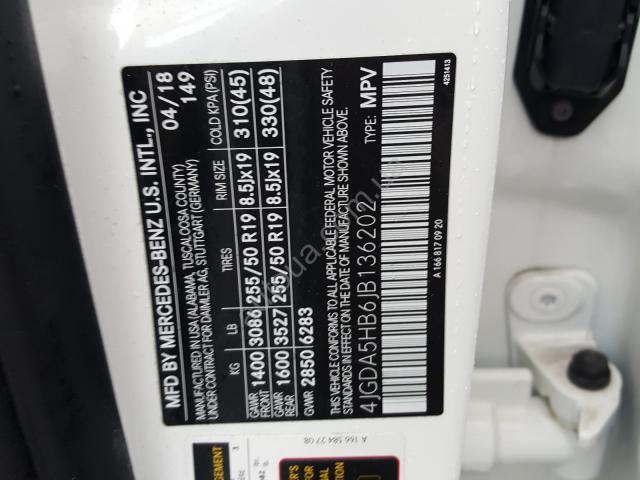 MFD BY MERCEDES-BENZ U.S. INTL., INC
MANUFACTURED IN USA (ALABAMA, TUSCALOOSA COUNTY)
UNDER CONTRACT FOR DAIMLER AG, STUTTGART (GERMANY)
04/18
149
KG LB TIRES RIM SIZE COLD KPA (PSI)
GAWR FRONT 1400 3086 255/50 R19 8.5Jx19 310(45)
GAWR REAR 1600 3527 255/50 R19 8.5Jx19 330(48)
GVWR 2850 6283
THIS VEHICLE CONFORMS TO ALL APPLICABLE FEDERAL MOTOR VEHICLE SAFETY
STANDARDS IN EFFECT ON THE DATE OF MANUFACTURE SHOWN ABOVE.
4JGDA5HB6JB136202
TYPE: MPV
A 166 817 09 20
4251413
A 166 584 27 08